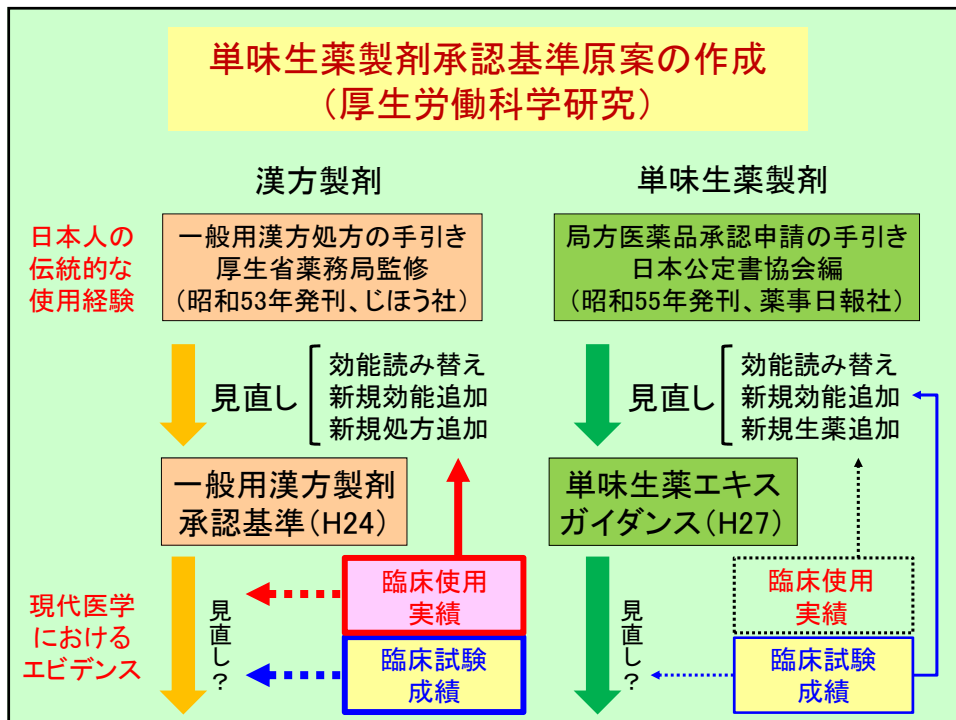 単味生薬製剤承認基準原案の作成
（厚生労働科学研究）
漢方製剤
単味生薬製剤
日本人の
伝統的な
使用経験
一般用漢方処方の手引き
厚生省薬務局監修
（昭和53年発刊、じほう社）
局方医薬品承認申請の手引き
日本公定書協会編
（昭和55年発刊、薬事日報社）
見直し
効能読み替え
新規効能追加
新規処方追加
見直し
効能読み替え
新規効能追加
新規生薬追加
一般用漢方製剤
承認基準（H24）
単味生薬エキス
ガイダンス（H27）
現代医学
における
エビデンス
見直し？
臨床使用
実績
臨床試験
成績
見直し？
臨床使用
実績
臨床試験
成績